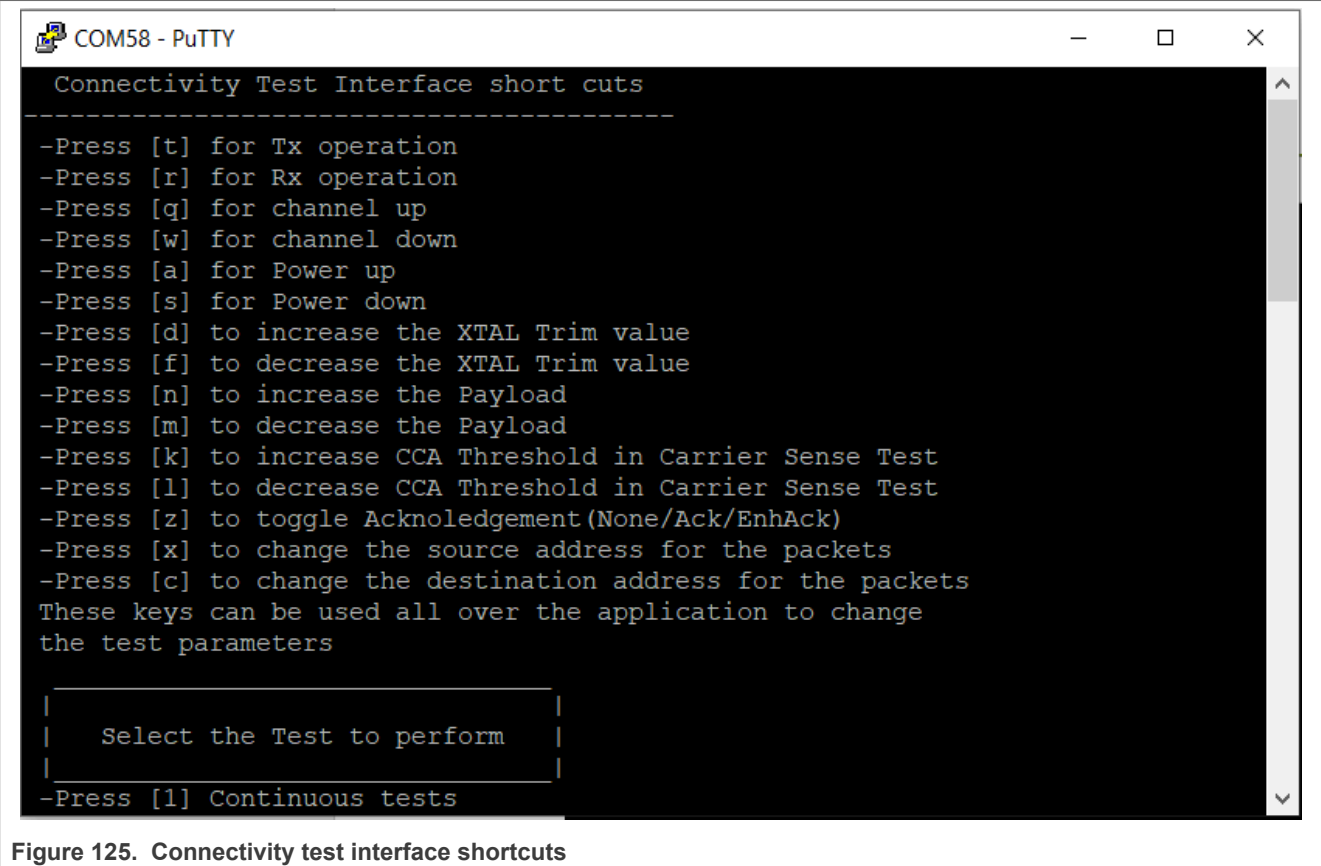 COM58 - PuTTY
Connectivity Test Interface short cuts
------------------------------------------
-Press [t] for Tx operation
-Press [r] for Rx operation
-Press [q] for channel up
-Press [w] for channel down
-Press [a] for Power up
-Press [s] for Power down
-Press [d] to increase the XTAL Trim value
-Press [f] to decrease the XTAL Trim value
-Press [n] to increase the Payload
-Press [m] to decrease the Payload
-Press [k] to increase CCA Threshold in Carrier Sense Test
-Press [l] to decrease CCA Threshold in Carrier Sense Test
-Press [z] to toggle Acknoledgement(None/Ack/EnhAck)
-Press [x] to change the source address for the packets
-Press [c] to change the destination address for the packets
These keys can be used all over the application to change
the test parameters
Select the Test to perform
-Press [1] Continuous tests
Figure 125. Connectivity test interface shortcuts